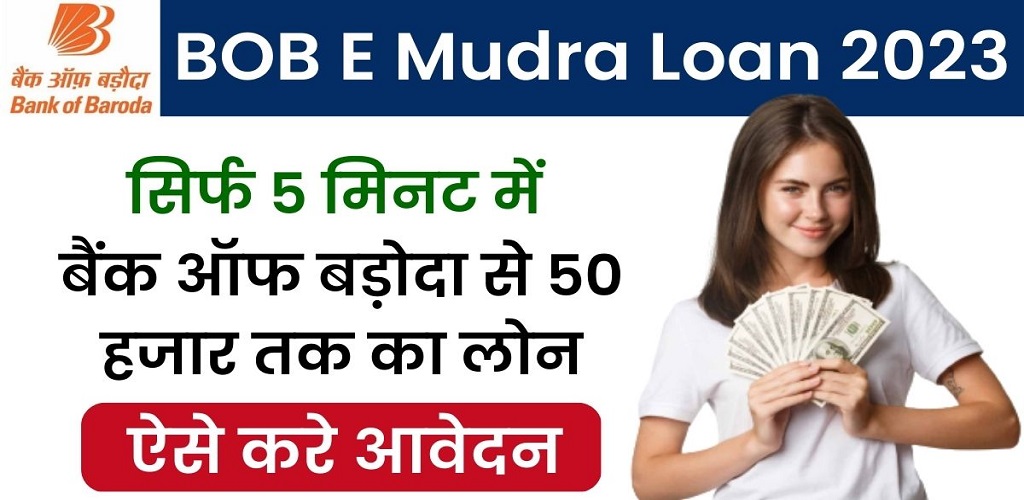 बैंक ऑफ़ बड़ौदा
Bank of Baroda
BOB E Mudra Loan 2023
सिर्फ 5 मिनट में
बैंक ऑफ बड़ोदा से 50
हजार तक का लोन
ऐसे करे आवेदन